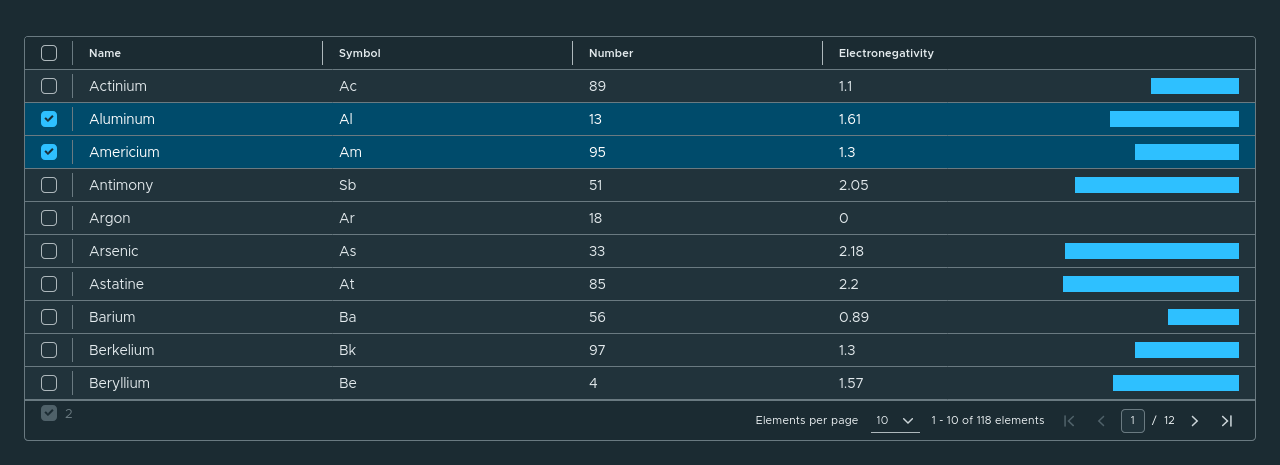 Name Symbol Number Electronegativity
Actinium Ac 89 1.1
Aluminum Al 13 1.61
Americium Am 95 1.3
Antimony Sb 51 2.05
Argon Ar 18 0
Arsenic As 33 2.18
Astatine At 85 2.2
Barium Ba 56 0.89
Berkelium Bk 97 1.3
Beryllium Be 4 1.57
2 Elements per page 10 1 - 10 of 118 elements 1 / 12